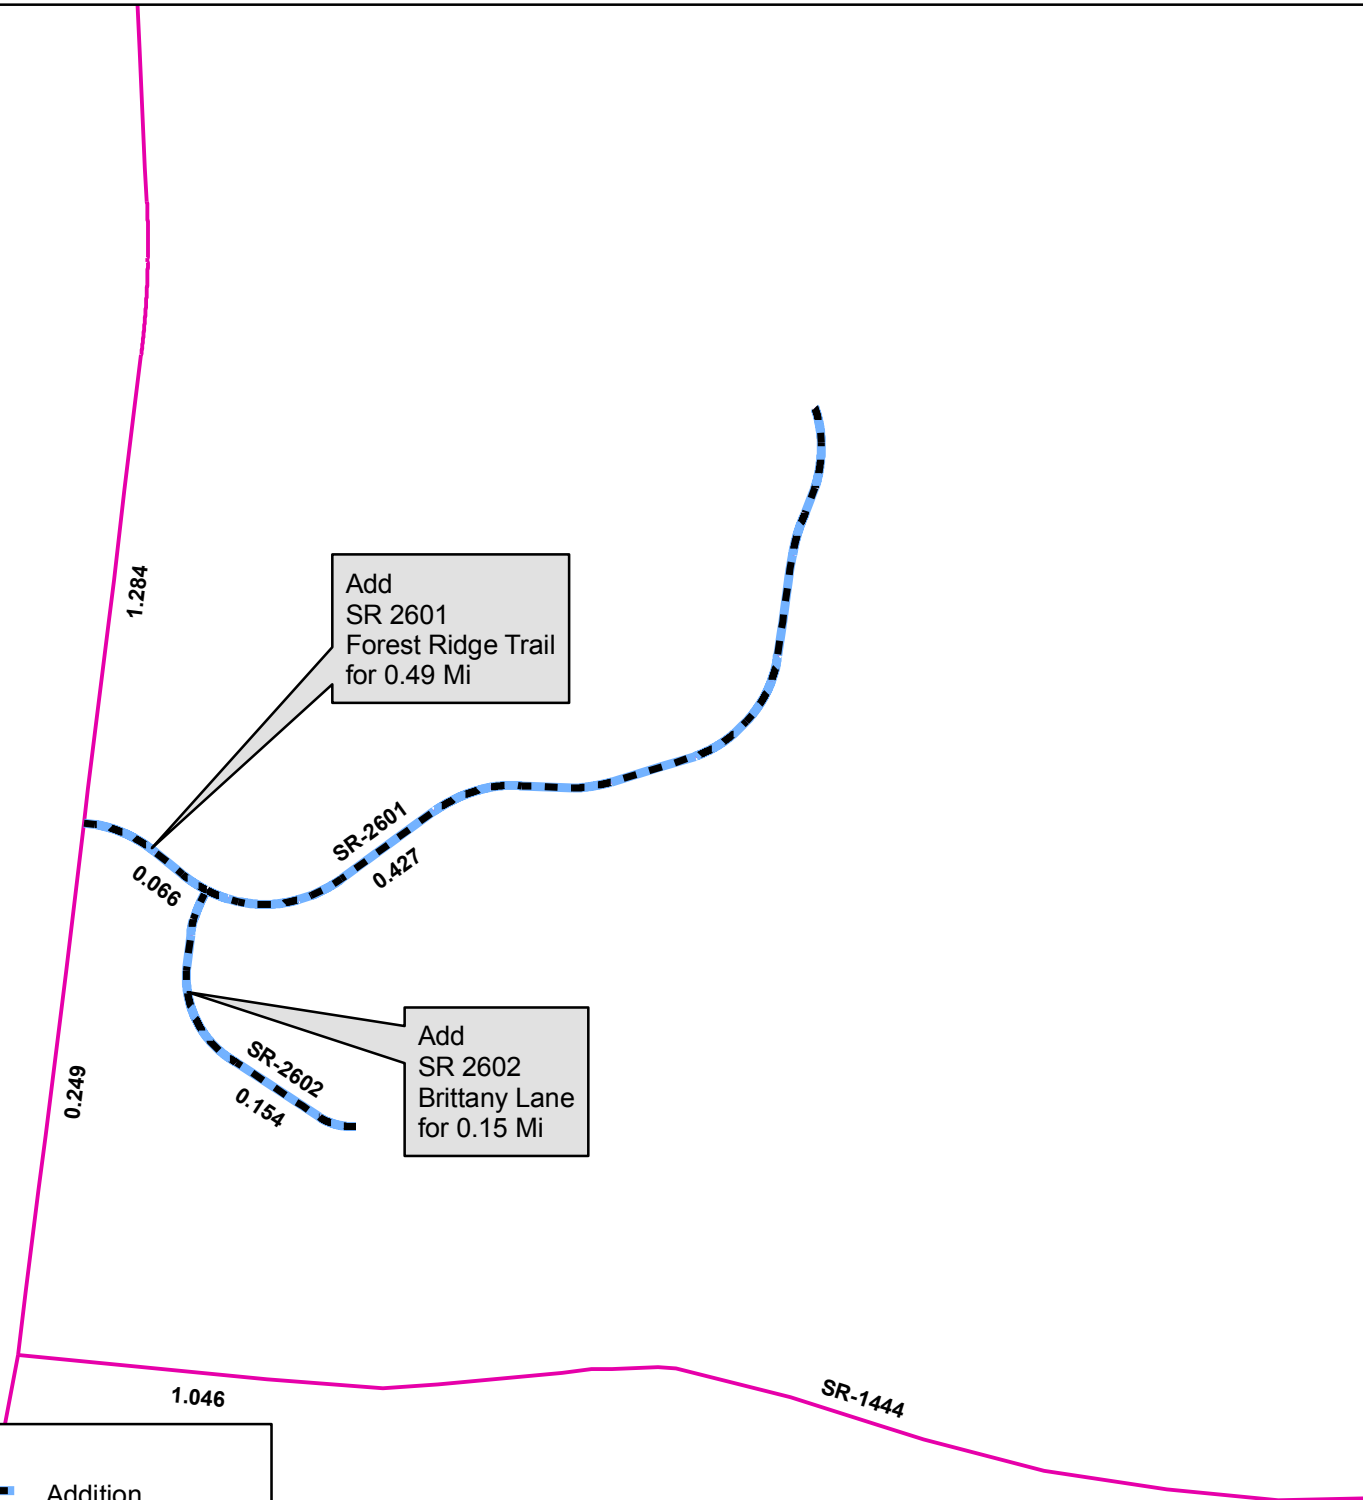 1.284
Add
SR 2601
Forest Ridge Trail
for 0.49 Mi
SR-2601
0.427
0.066
Add
SR 2602
Brittany Lane
for 0.15 Mi
SR-2602
0.154
0.249
1.046
SR-1444
Addition